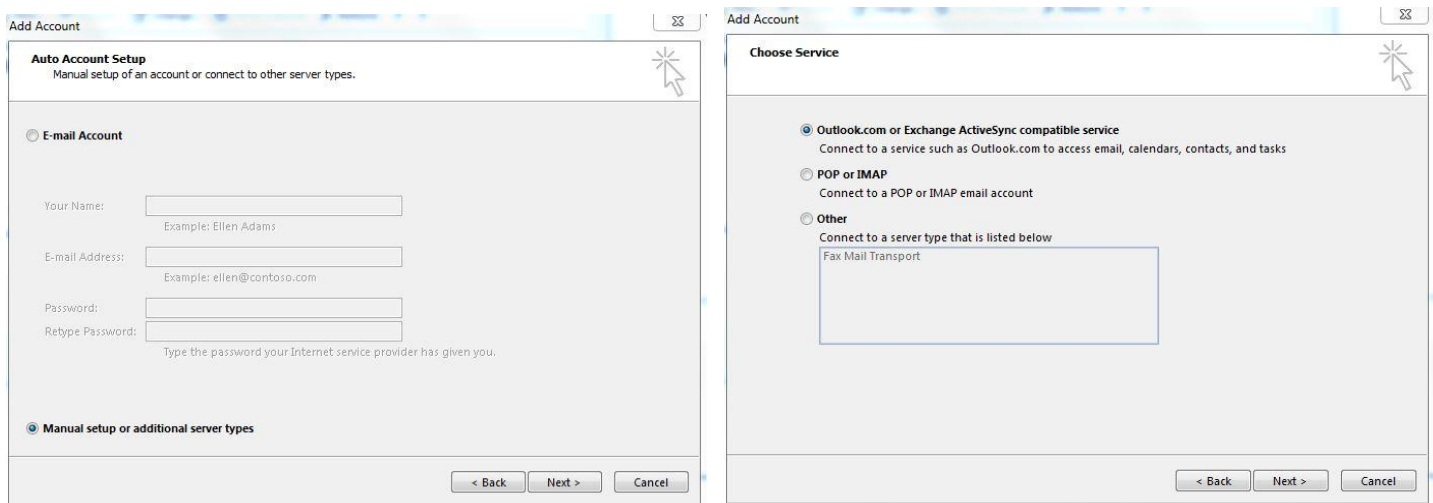 Add Account
Auto Account Setup
Manual setup of an account or connect to other server types.
E-mail Account
Your Name:
Example: Ellen Adams
E-mail Address:
Example: ellen@contoso.com
Password:
Retype Password:
Type the password your Internet service provider has given you.
Manual setup or additional server types
< Back Next > Cancel
Add Account
Choose Service
Outlook.com or Exchange ActiveSync compatible service
Connect to a service such as Outlook.com to access email, calendars, contacts, and tasks
POP or IMAP
Connect to a POP or IMAP email account
Other
Connect to a server type that is listed below
Fax Mail Transport
< Back Next > Cancel